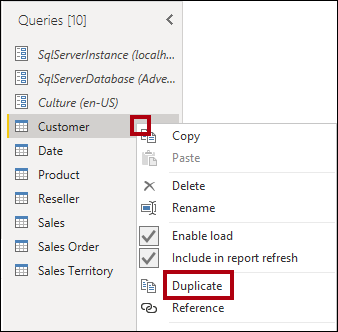 Queries [10]
SqlServerInstance (localh...
SqlServerDatabase (Adve...
Culture (en-US)
Customer
Date
Product
Reseller
Sales
Sales Order
Sales Territory
Copy
Paste
Delete
Rename
Enable load
Include in report refresh
Duplicate
Reference